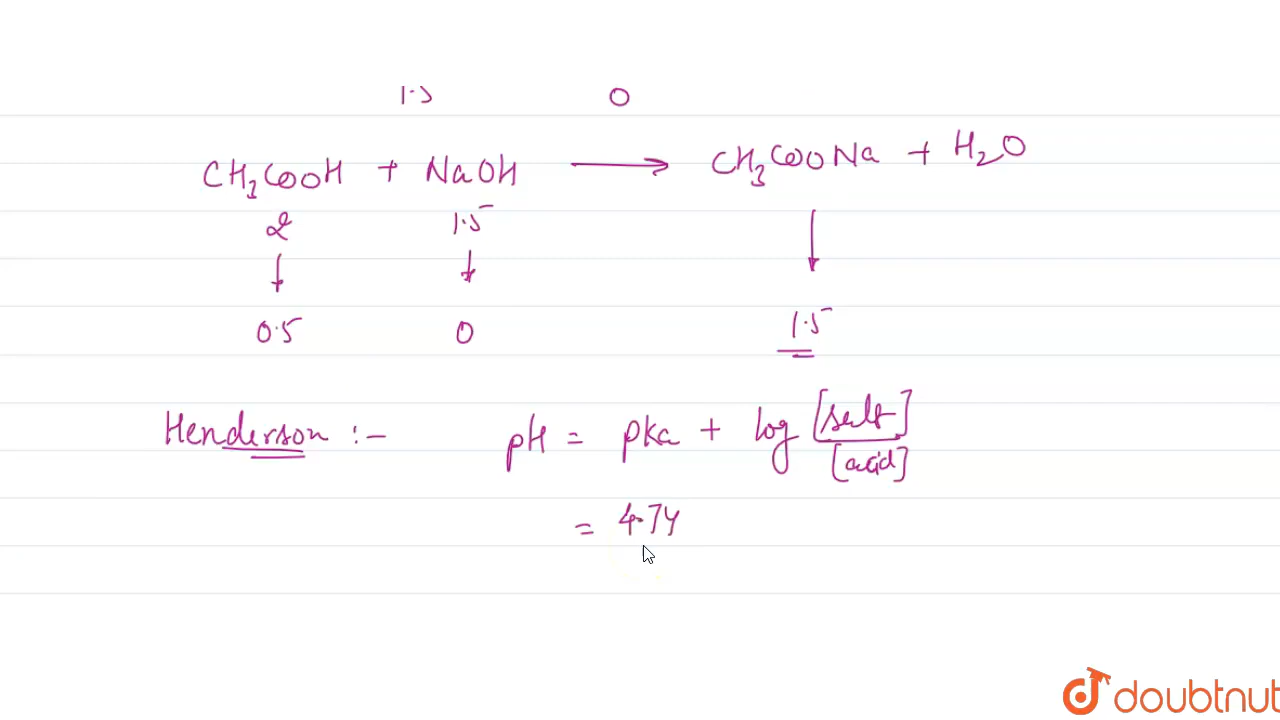 1.5 0
CH3COOH + NaOH → CH3COONa + H2O
2 1.5
↓ ↓ ↓
0.5 0 1.5
Henderson :- pH = pka + log [salt]/[acid]
= 4.74
doubtnut